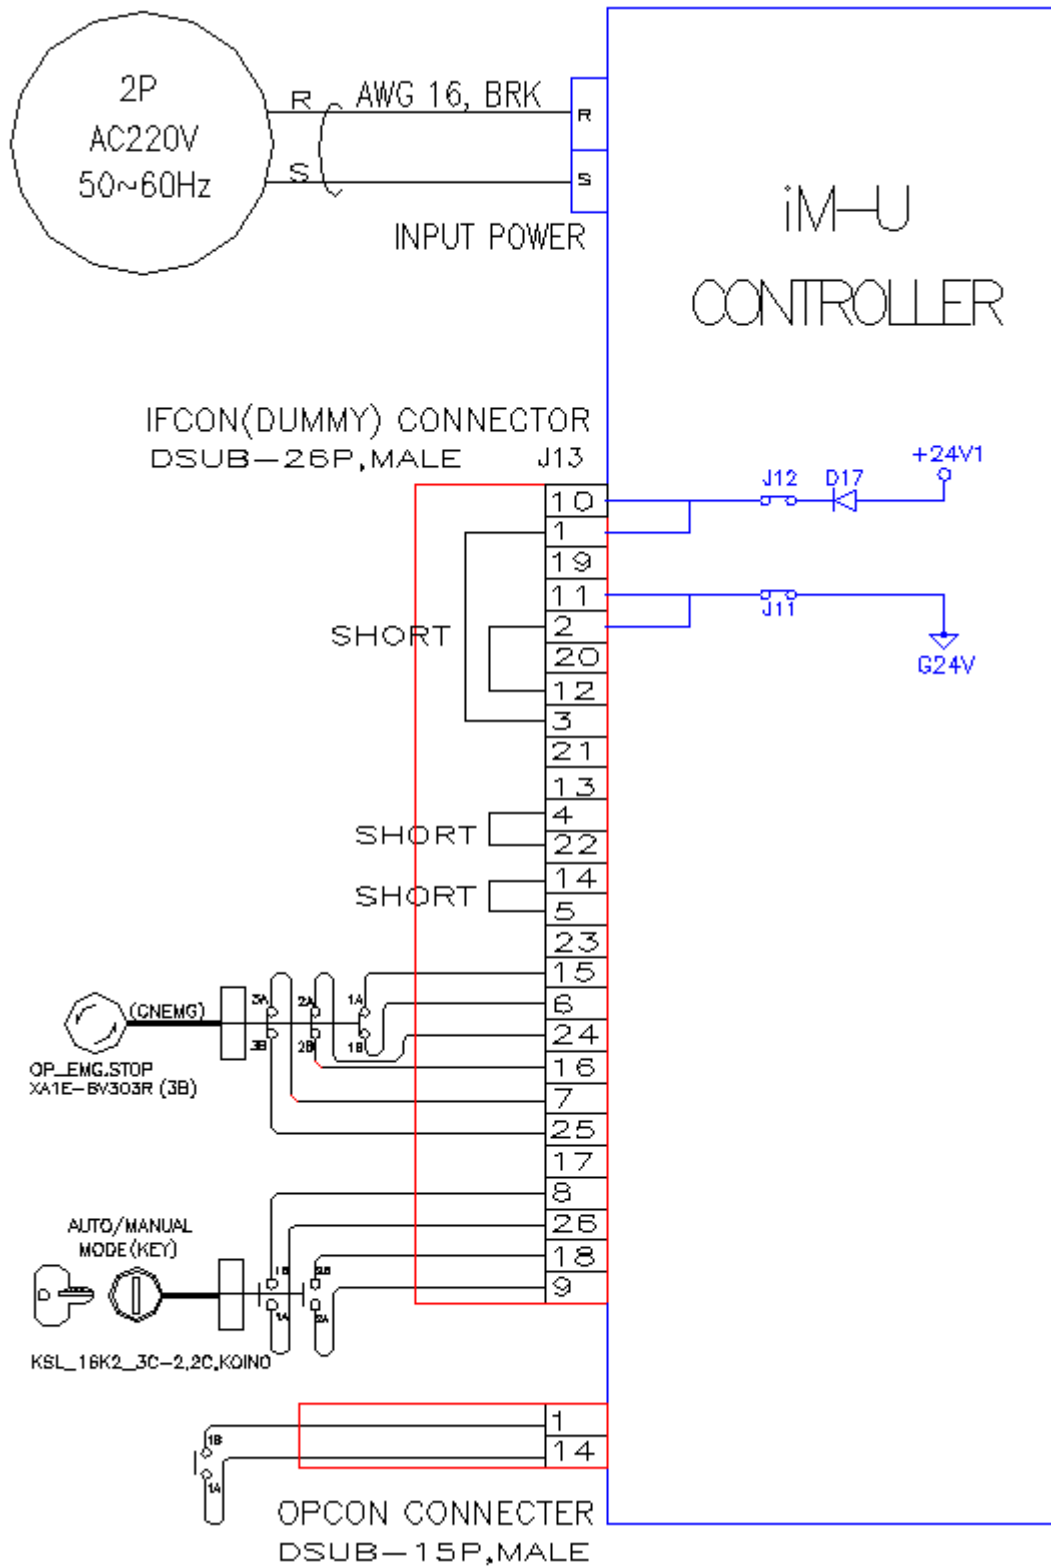 2P
AC220V
50~60Hz
R
AWG 16, BRK
S
R
S
INPUT POWER
iM-U
CONTROLLER
IFCON(DUMMY) CONNECTOR
DSUB-26P,MALE
J13
10
1
19
11
2
20
12
3
21
13
4
22
14
5
23
15
6
24
16
7
25
17
8
26
18
9
J12
D17
+24V1
J11
G24V
SHORT
SHORT
SHORT
(CNEMG)
3A
2A
1A
3B
2B
1B
OP_EMG.STOP
XA1E-BV303R (3B)
AUTO/MANUAL
MODE(KEY)
1B
2B
1A
2A
KSL_16K2_3C-2,2C,KOINO
1
14
1B
1A
OPCON CONNECTER
DSUB-15P,MALE